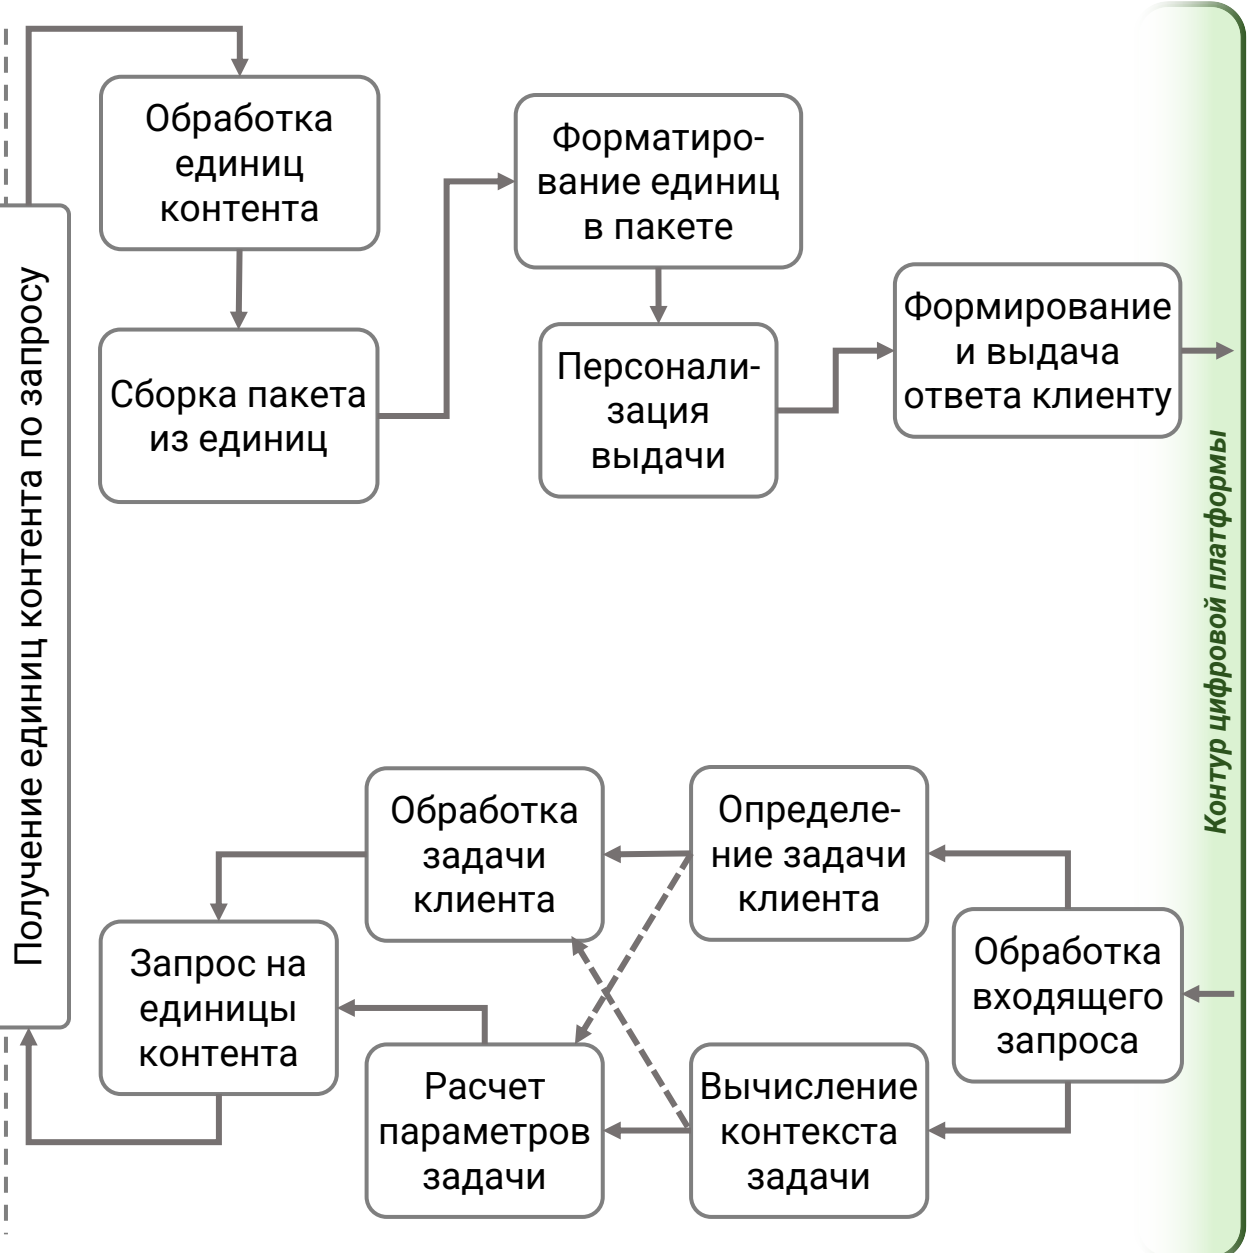 Получение единиц контента по запросу
Обработка
единиц
контента
Сборка пакета
из единиц
Форматиро-
вание единиц
в пакете
Персонали-
зация
выдачи
Формирование
и выдача
ответа клиенту
Контур цифровой платформы
Обработка
задачи
клиента
Определе-
ние задачи
клиента
Запрос на
единицы
контента
Обработка
входящего
запроса
Расчет
параметров
задачи
Вычисление
контекста
задачи